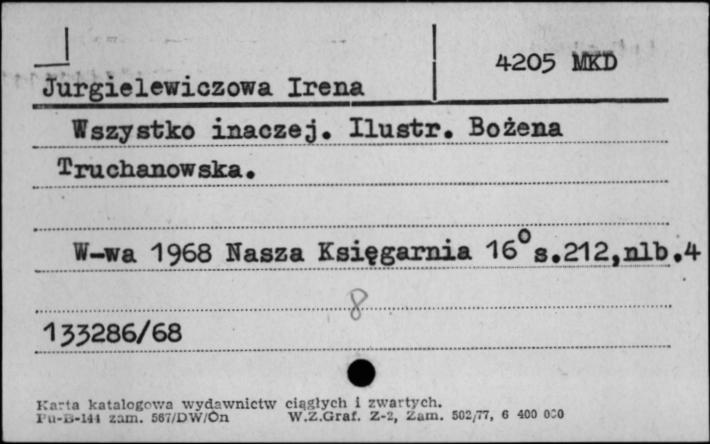 4205 MKD
Jurgielewiczowa Irena
Wszystko inaczej. Ilustr. Bożena
Truchanowska.
W-wa 1968 Nasza Księgarnia 16° s.212,nlb.4
8
133286/68
Karta katalogowa wydawnictw ciągłych i zwartych.
Pu-B-144 zam. 567/DW/On W.Z.Graf. Z-2, Zam. 502/77, 6 400 000